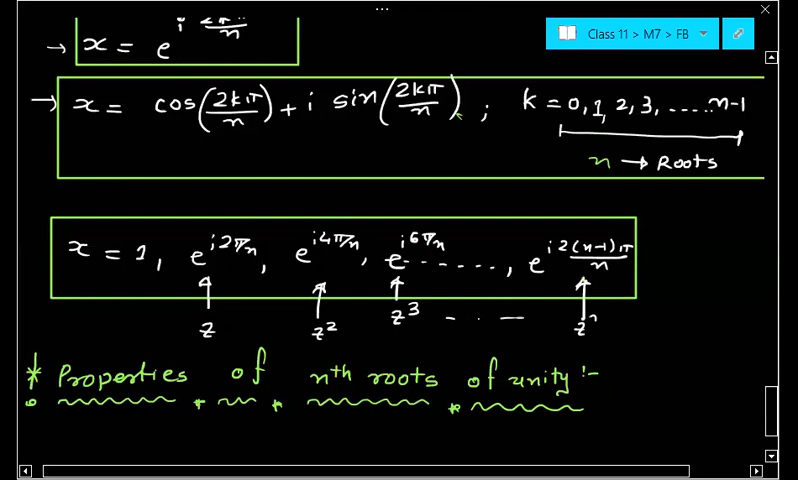 Class 11 > M7 > FB
→ x = e^(i 2kπ/n)
→ x = cos(2kπ/n) + i sin(2kπ/n) ; k = 0, 1, 2, 3, ..... n-1
n → Roots
x = 1, e^(i2π/n), e^(i4π/n), e^(i6π/n) ......., e^(i 2(n-1)π/n)
z z² z³ - . - z
* Properties of nth roots of unity :-